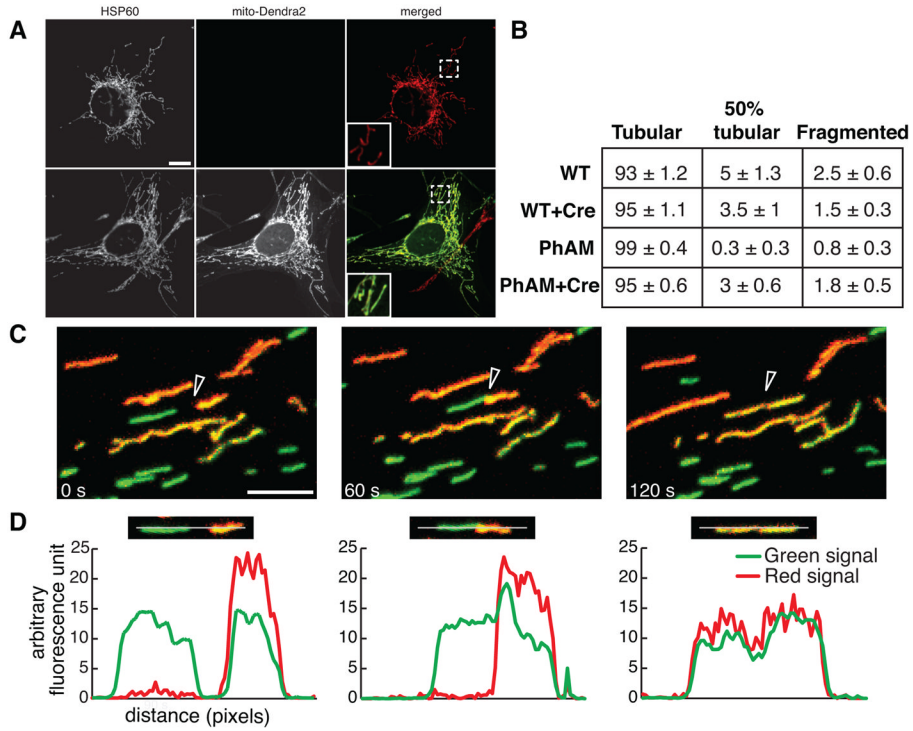 A
HSP60 mito-Dendra2 merged
B
Tubular 50% tubular Fragmented
WT 93 ± 1.2 5 ± 1.3 2.5 ± 0.6
WT+Cre 95 ± 1.1 3.5 ± 1 1.5 ± 0.3
PhAM 99 ± 0.4 0.3 ± 0.3 0.8 ± 0.3
PhAM+Cre 95 ± 0.6 3 ± 0.6 1.8 ± 0.5
C
0 s 60 s 120 s
D
arbitrary
fluorescence unit
25
20
15
10
5
0
distance (pixels)
25
20
15
10
5
0
25
20
15
10
5
0
Green signal
Red signal